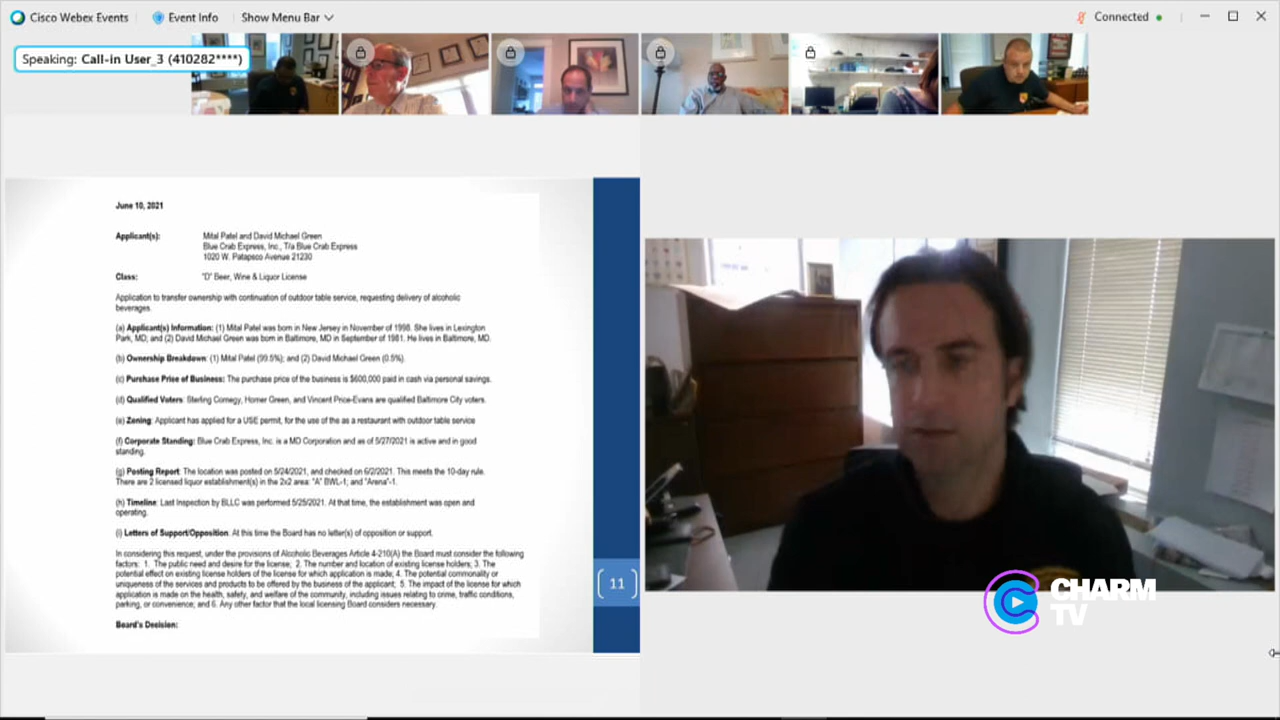 Cisco Webex Events
Event Info
Show Menu Bar
Connected
Speaking: Call-in User_3 (410282****)
June 10, 2021
Applicant(s): Mital Patel and David Michael Green
Blue Crab Express, Inc., T/a Blue Crab Express
1020 W. Patapsco Avenue 21230
Class: "D" Beer, Wine & Liquor License
Application to transfer ownership with continuation of outdoor table service, requesting delivery of alcoholic
beverages
(a) Applicant(s) Information: (1) Mital Patel was born in New Jersey in November of 1998. She lives in Lexington
Park, MD; and (2) David Michael Green was born in Baltimore, MD in September of 1981. He lives in Baltimore, MD.
(b) Ownership Breakdown: (1) Mital Patel (99.5%); and (2) David Michael Green (0.5%).
(c) Purchase Price of Business: The purchase price of the business is $600,000 paid in cash via personal savings.
(d) Qualified Voters: Sterling Comegy, Homer Green, and Vincent Price-Evans are qualified Baltimore City voters.
(e) Zoning: Applicant has applied for a USE permit, for the use of the as a restaurant with outdoor table service
(f) Corporate Standing: Blue Crab Express, Inc. is a MD Corporation and as of 5/27/2021 is active and in good
standing.
(g) Posting Report: The location was posted on 5/24/2021, and checked on 6/2/2021. This meets the 10-day rule.
There are 2 licensed liquor establishment(s) in the 2x2 area: "A" BWL-1; and "Arena"-1.
(h) Timeline: Last Inspection by BLLC was performed 5/25/2021. At that time, the establishment was open and
operating.
(i) Letters of Support/Opposition: At this time the Board has no letter(s) of opposition or support.
In considering this request, under the provisions of Alcoholic Beverages Article 4-210(A) the Board must consider the following
factors: 1. The public need and desire for the license; 2. The number and location of existing license holders; 3. The
potential effect on existing license holders of the license for which application is made; 4. The potential commonality or
uniqueness of the services and products to be offered by the business of the applicant; 5. The impact of the license for which
application is made on the health, safety, and welfare of the community, including issues relating to crime, traffic conditions,
parking, or convenience; and 6. Any other factor that the local licensing Board considers necessary.
Board's Decision:
11
CHARM
TV